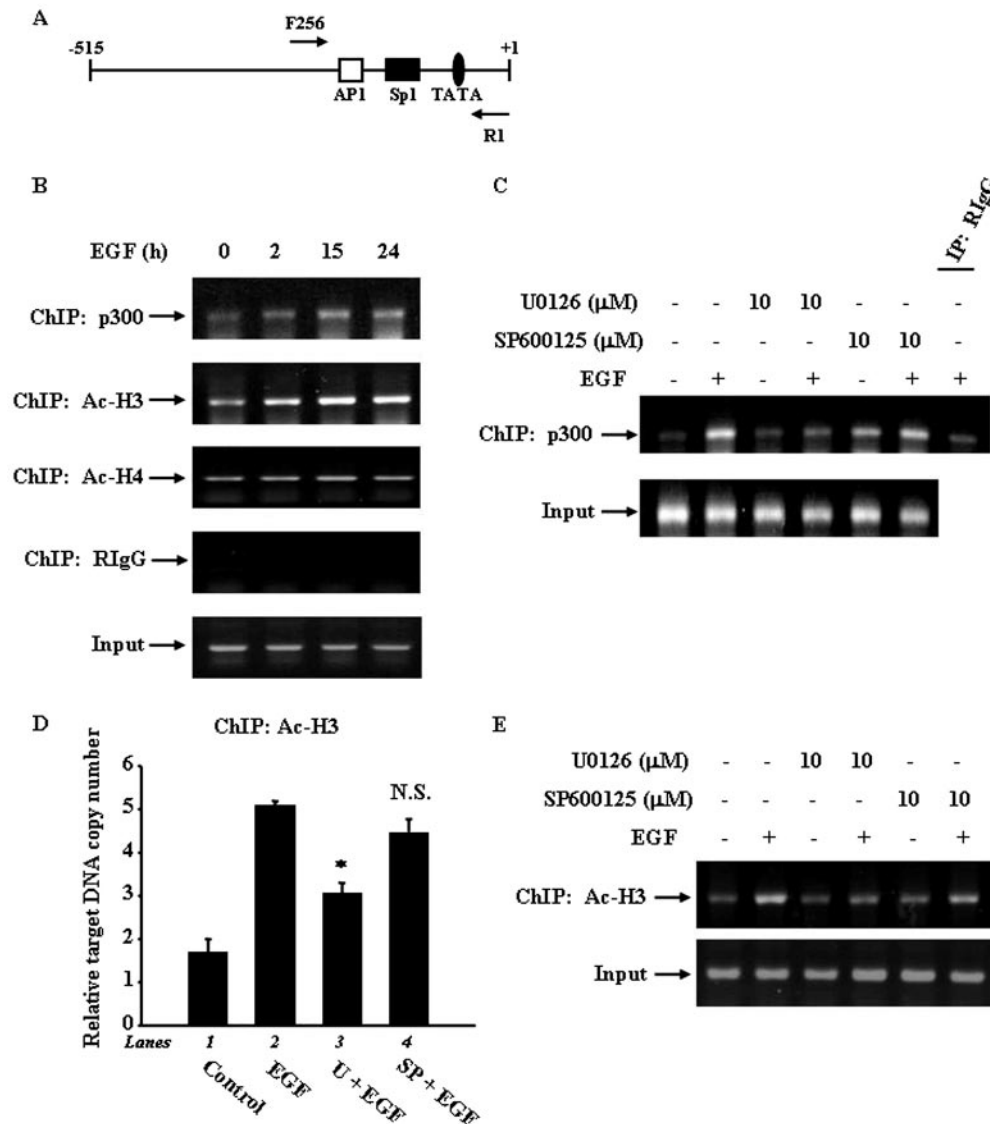 A
F256
-515
+1
AP1
Sp1
TATA
R1
B
EGF (h) 0 2 15 24
ChIP: p300
ChIP: Ac-H3
ChIP: Ac-H4
ChIP: RIgG
Input
C
IP: RIgG
U0126 (μM) - - 10 10 - - -
SP600125 (μM) - - - - 10 10 -
EGF - + - + - + +
ChIP: p300
Input
D
ChIP: Ac-H3
Relative target DNA copy number
6
5
4
3
2
1
0
N.S.
*
Lanes 1 2 3 4
Control
EGF
U + EGF
SP + EGF
E
U0126 (μM) - - 10 10 - -
SP600125 (μM) - - - - 10 10
EGF - + - + - +
ChIP: Ac-H3
Input